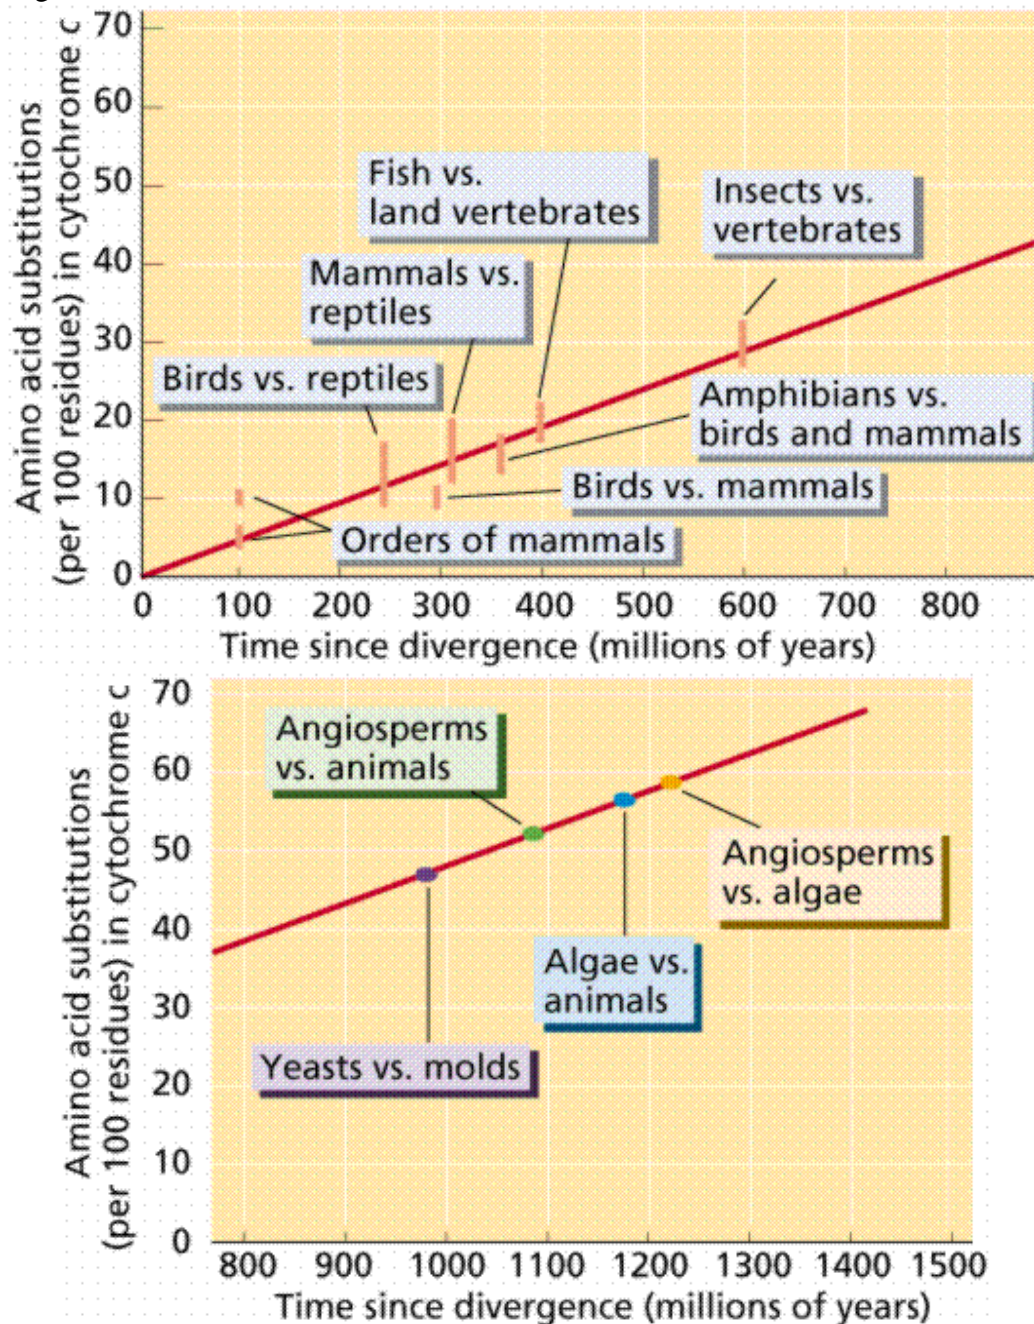 Amino acid substitutions
(per 100 residues) in cytochrome c
70
60
50
40
30
20
10
0
Fish vs.
land vertebrates
Insects vs.
vertebrates
Mammals vs.
reptiles
Birds vs. reptiles
Amphibians vs.
birds and mammals
Birds vs. mammals
Orders of mammals
0 100 200 300 400 500 600 700 800
Time since divergence (millions of years)
Amino acid substitutions
(per 100 residues) in cytochrome c
70
60
50
40
30
20
10
0
Angiosperms
vs. animals
Angiosperms
vs. algae
Algae vs.
animals
Yeasts vs. molds
800 900 1000 1100 1200 1300 1400 1500
Time since divergence (millions of years)